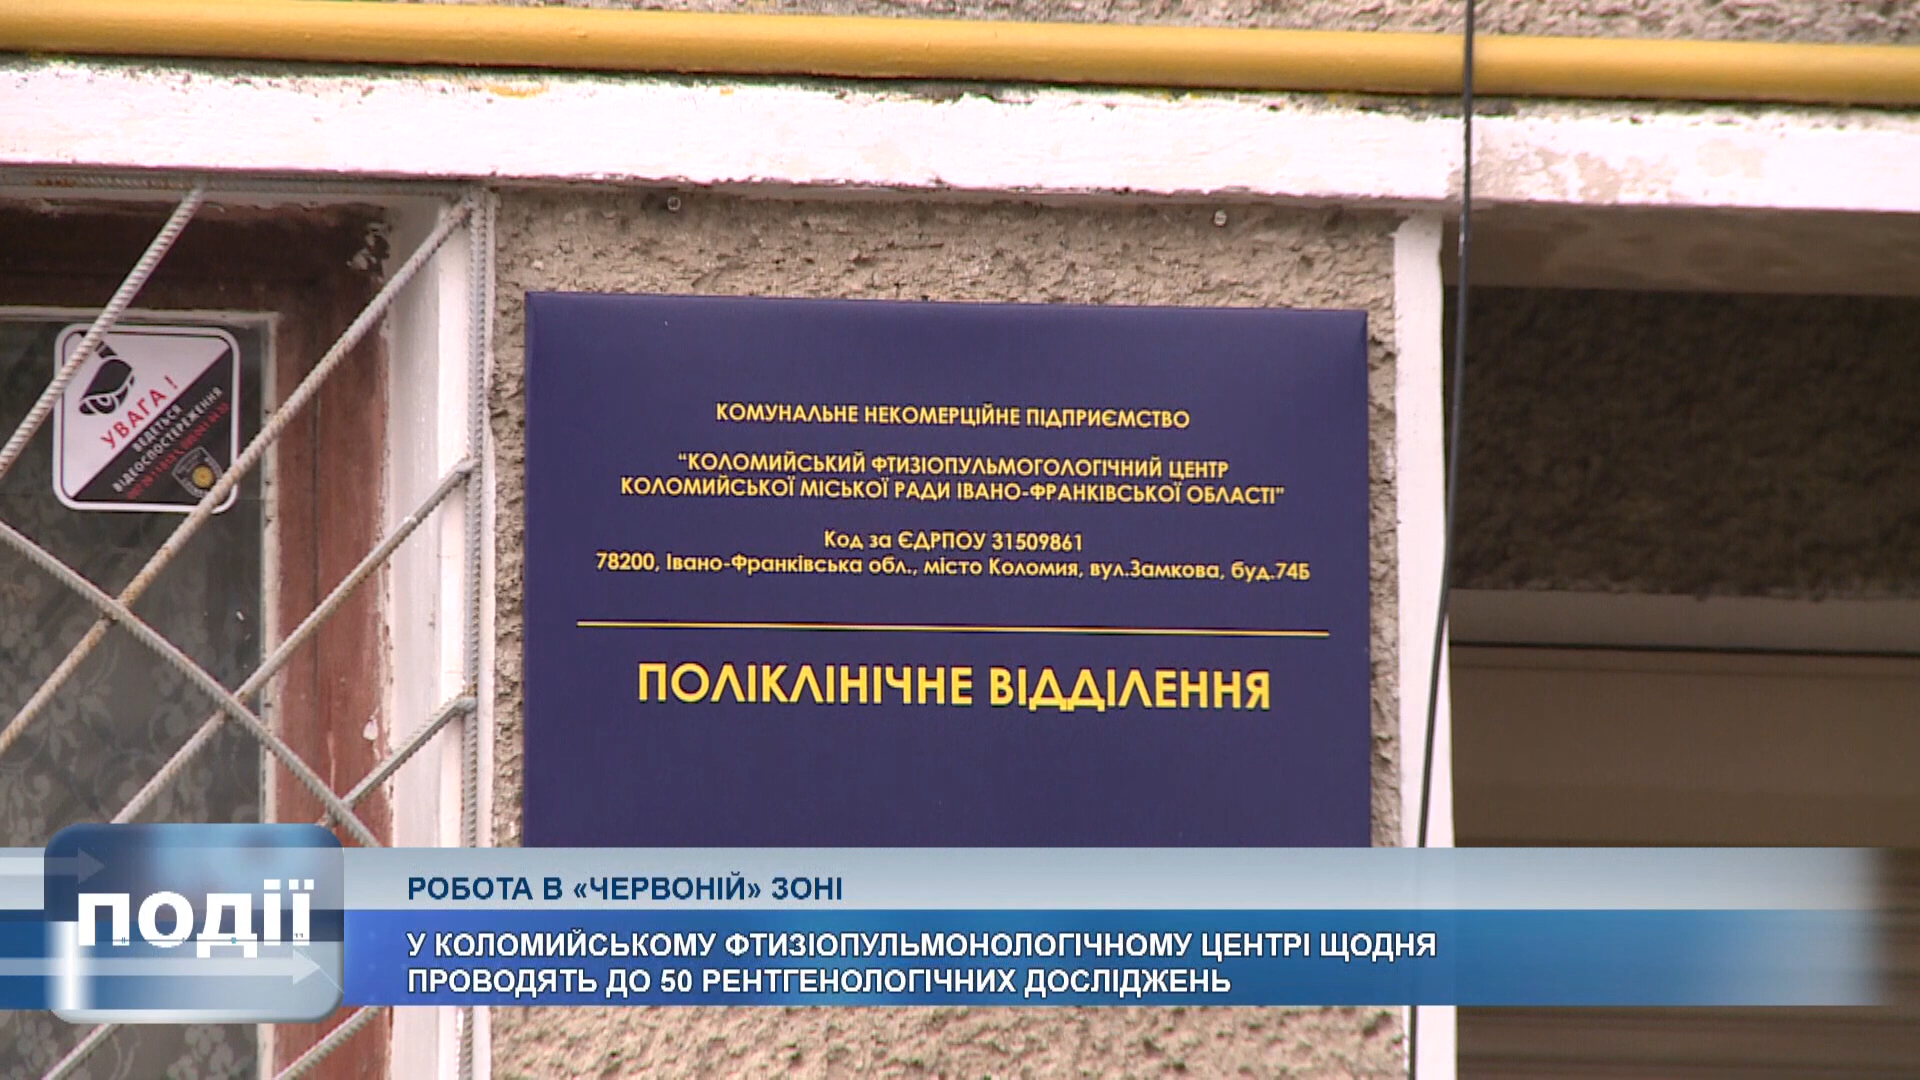 УВАГА !
ВЕДЕТЬСЯ
ВІДЕОСПОСТЕРЕЖЕННЯ
КОМУНАЛЬНЕ НЕКОМЕРЦІЙНЕ ПІДПРИЄМСТВО
“КОЛОМИЙСЬКИЙ ФТИЗІОПУЛЬМОГОЛОГІЧНИЙ ЦЕНТР
КОЛОМИЙСЬКОЇ МІСЬКОЇ РАДИ ІВАНО-ФРАНКІВСЬКОЇ ОБЛАСТІ”
Код за ЄДРПОУ 31509861
78200, Івано-Франківська обл., місто Коломия, вул.Замкова, буд.74Б
ПОЛІКЛІНІЧНЕ ВІДДІЛЕННЯ
події
РОБОТА В «ЧЕРВОНІЙ» ЗОНІ
У КОЛОМИЙСЬКОМУ ФТИЗІОПУЛЬМОНОЛОГІЧНОМУ ЦЕНТРІ ЩОДНЯ
ПРОВОДЯТЬ ДО 50 РЕНТГЕНОЛОГІЧНИХ ДОСЛІДЖЕНЬ